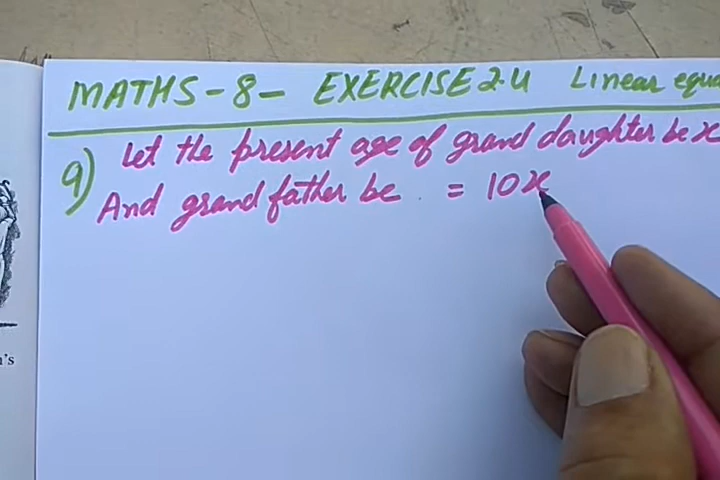 MATHS - 8 - EXERCISE 2.4 Linear equa
9) Let the present age of grand daughter be x
And grand father be = 10x
n's